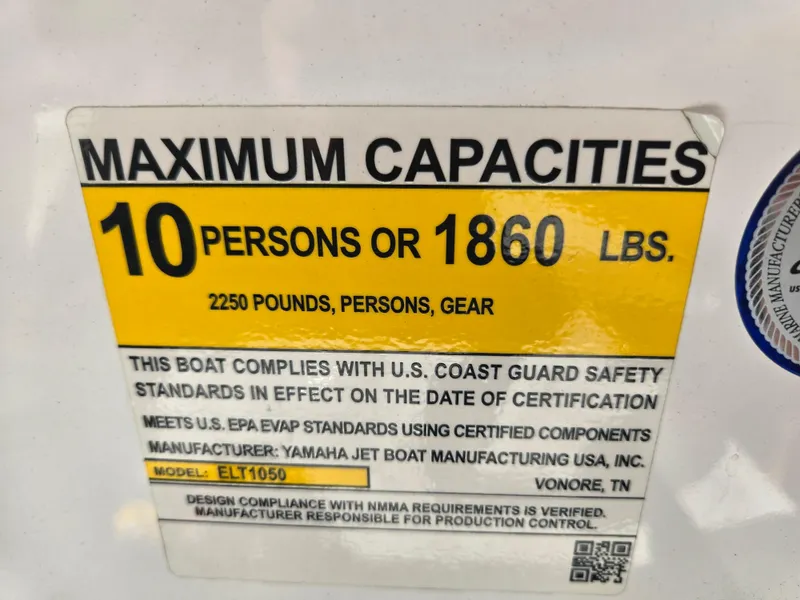 MAXIMUM CAPACITIES
10 PERSONS OR 1860 LBS.
2250 POUNDS, PERSONS, GEAR
THIS BOAT COMPLIES WITH U.S. COAST GUARD SAFETY
STANDARDS IN EFFECT ON THE DATE OF CERTIFICATION
MEETS U.S. EPA EVAP STANDARDS USING CERTIFIED COMPONENTS
MANUFACTURER: YAMAHA JET BOAT MANUFACTURING USA, INC.
MODEL: ELT1050
VONORE, TN
DESIGN COMPLIANCE WITH NMMA REQUIREMENTS IS VERIFIED.
MANUFACTURER RESPONSIBLE FOR PRODUCTION CONTROL.
MARINE MANUFACTURER